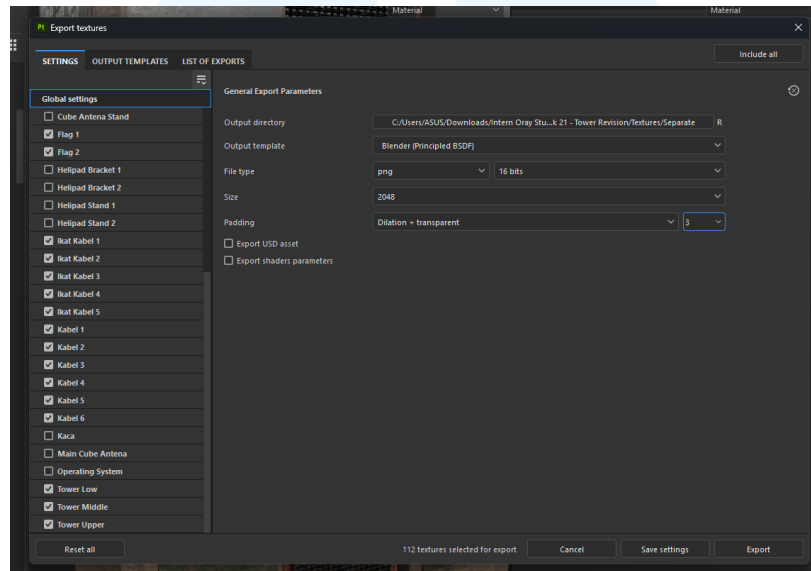 Material
Material
Pt Export textures
SETTINGS OUTPUT TEMPLATES LIST OF EXPORTS
Include all
Global settings
Cube Antena Stand
Flag 1
Flag 2
Helipad Bracket 1
Helipad Bracket 2
Helipad Stand 1
Helipad Stand 2
Ikat Kabel 1
Ikat Kabel 2
Ikat Kabel 3
Ikat Kabel 4
Ikat Kabel 5
Kabel 1
Kabel 2
Kabel 3
Kabel 4
Kabel 5
Kabel 6
Kaca
Main Cube Antena
Operating System
Tower Low
Tower Middle
Tower Upper
General Export Parameters
Output directory C:/Users/ASUS/Downloads/Intern Oray Stu...k 21 - Tower Revision/Textures/Separate R
Output template Blender (Principled BSDF)
File type png 16 bits
Size 2048
Padding Dilation + transparent 3
Export USD asset
Export shaders parameters
Reset all
112 textures selected for export
Cancel
Save settings
Export